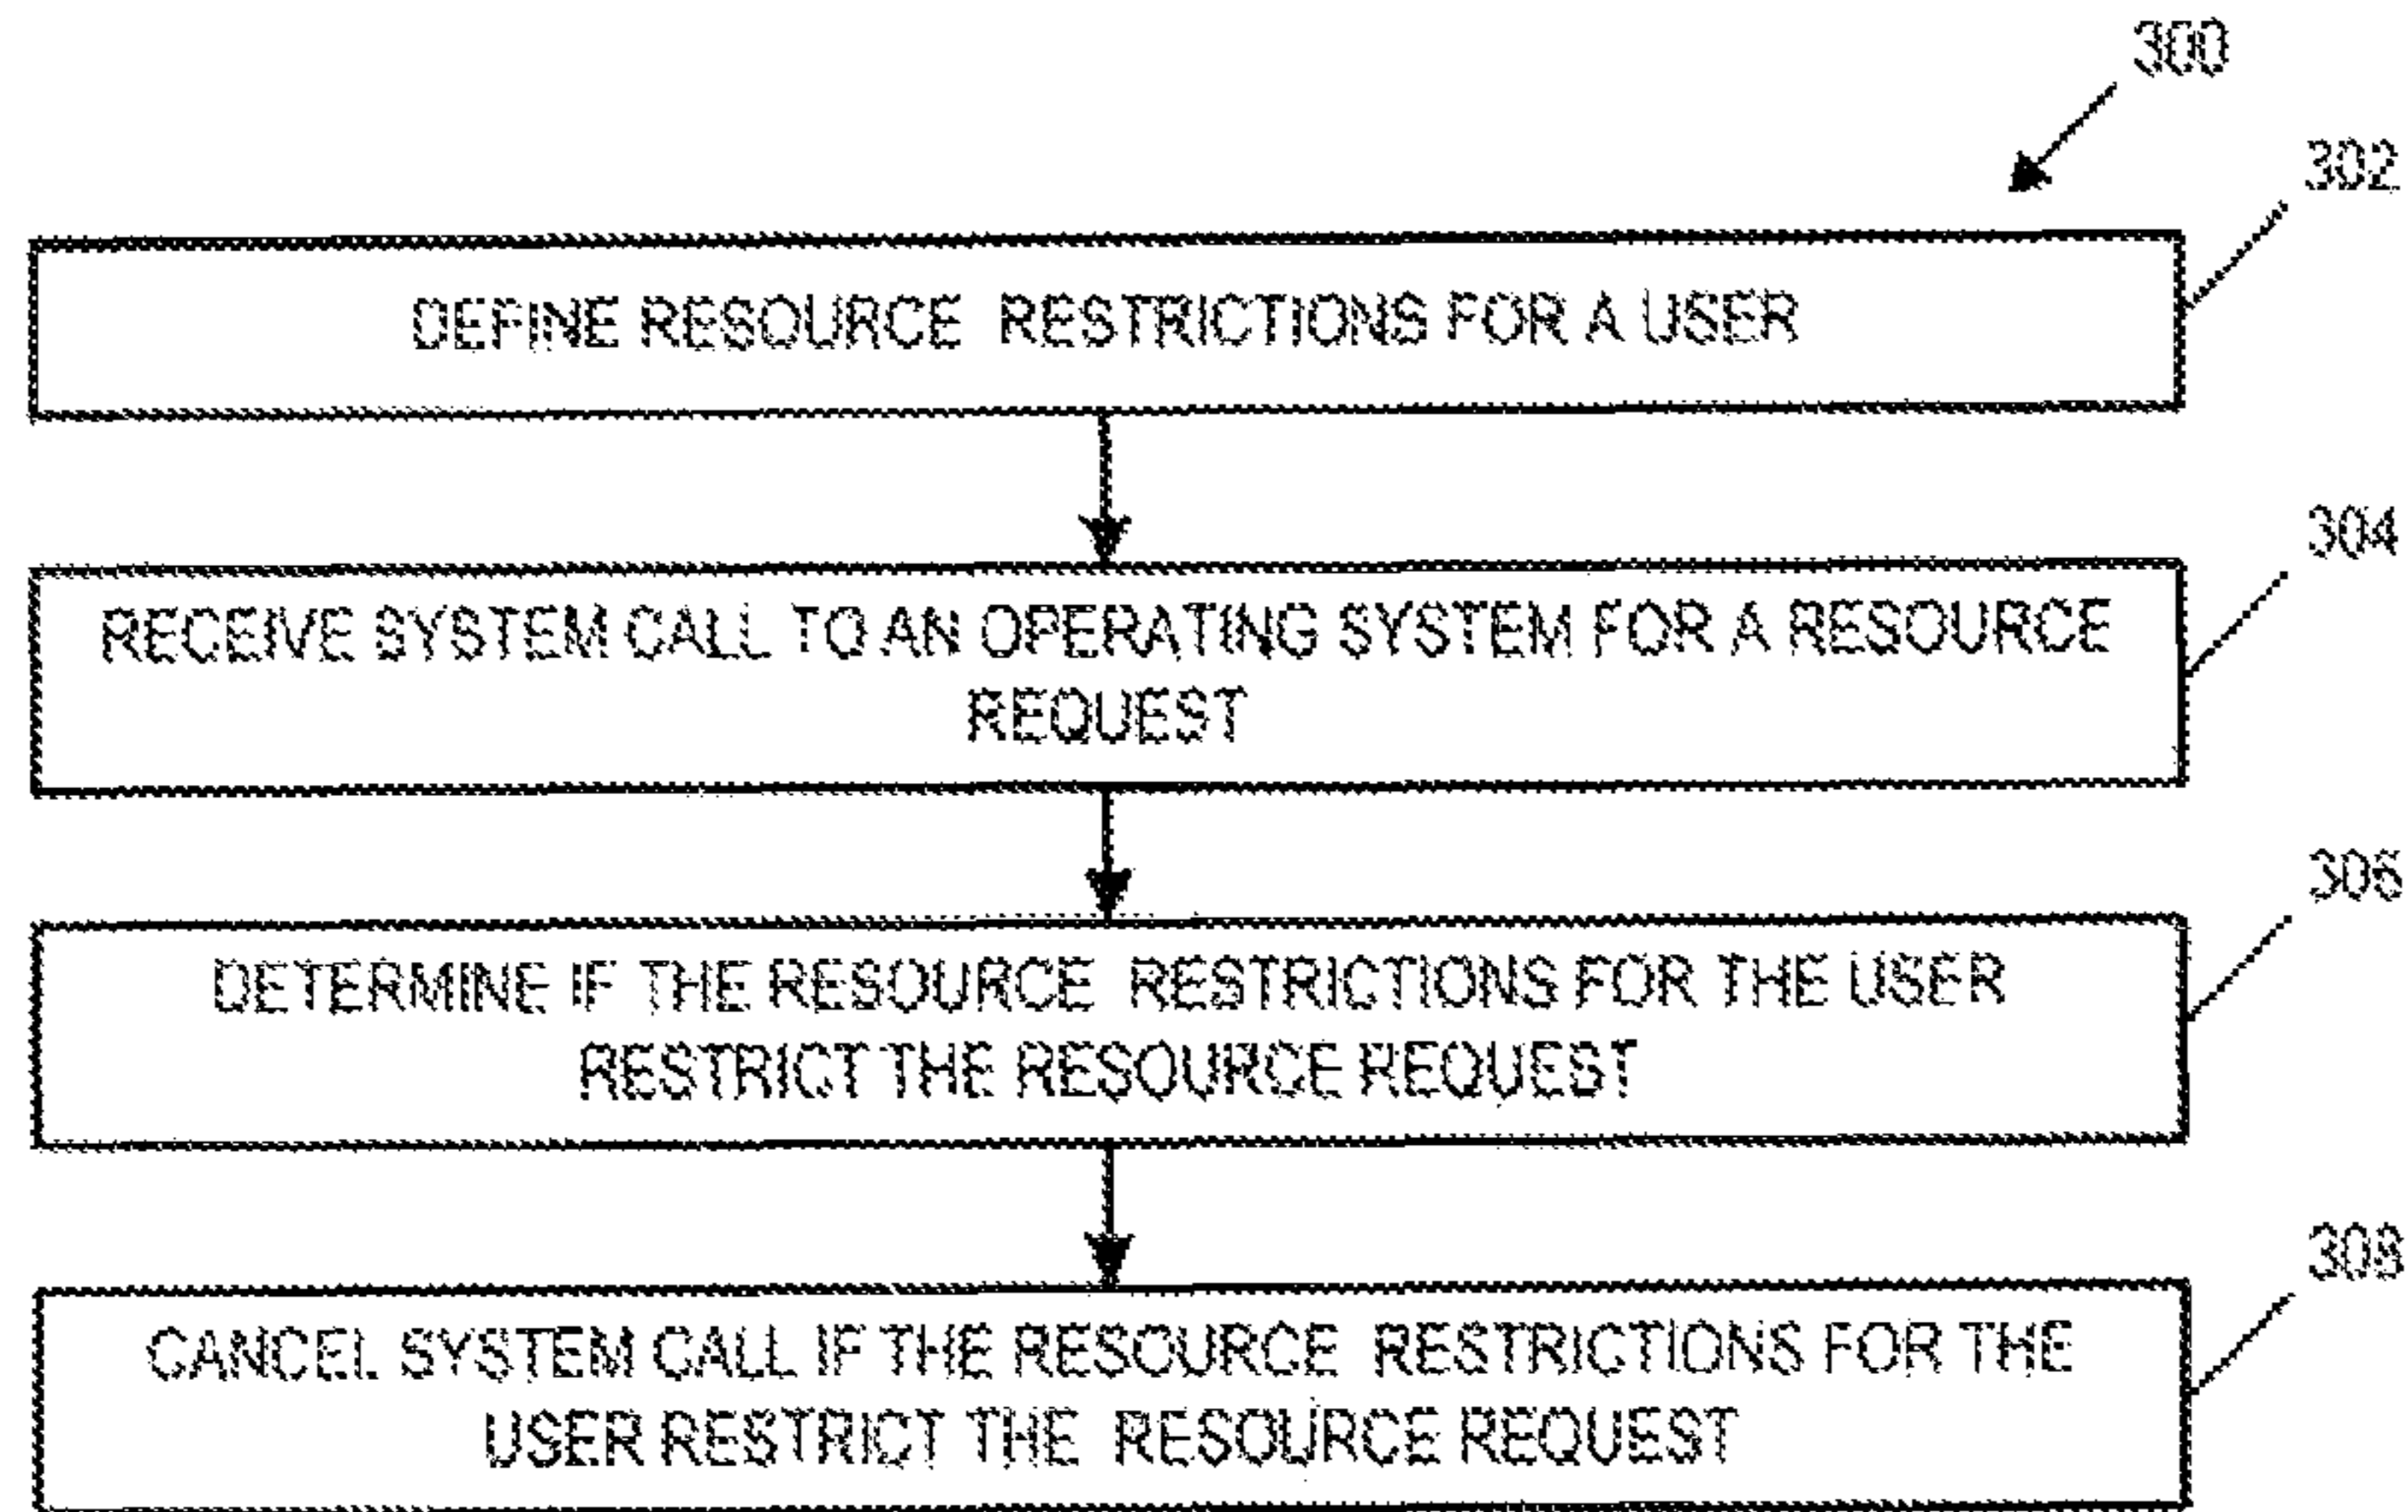 300
302
DEFINE RESOURCE RESTRICTIONS FOR A USER
304
RECEIVE SYSTEM CALL TO AN OPERATING SYSTEM FOR A RESOURCE
REQUEST
306
DETERMINE IF THE RESOURCE RESTRICTIONS FOR THE USER
RESTRICT THE RESOURCE REQUEST
308
CANCEL SYSTEM CALL IF THE RESOURCE RESTRICTIONS FOR THE
USER RESTRICT THE RESOURCE REQUEST